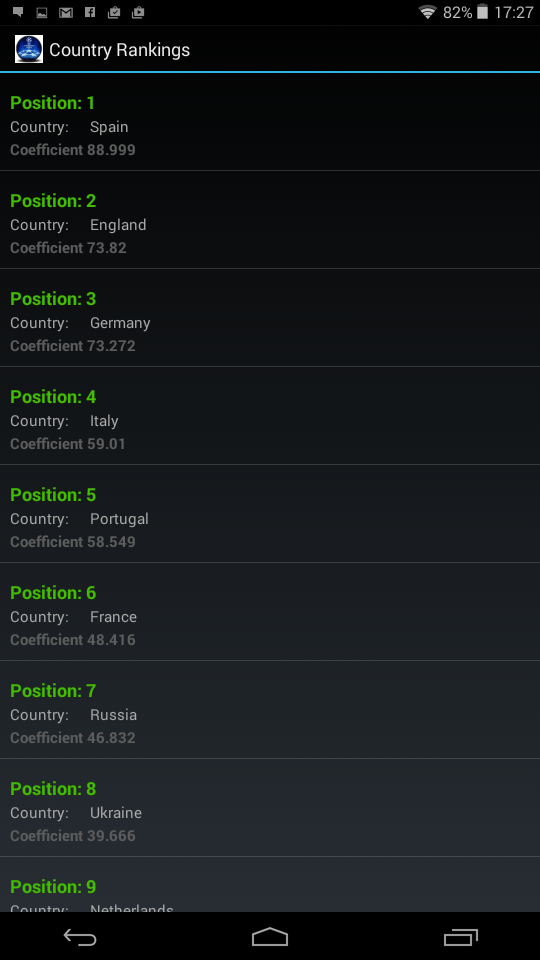 82% 17:27
Country Rankings
Position: 1
Country: Spain
Coefficient 88.999
Position: 2
Country: England
Coefficient 73.82
Position: 3
Country: Germany
Coefficient 73.272
Position: 4
Country: Italy
Coefficient 59.01
Position: 5
Country: Portugal
Coefficient 58.549
Position: 6
Country: France
Coefficient 48.416
Position: 7
Country: Russia
Coefficient 46.832
Position: 8
Country: Ukraine
Coefficient 39.666
Position: 9
Country: Netherlands